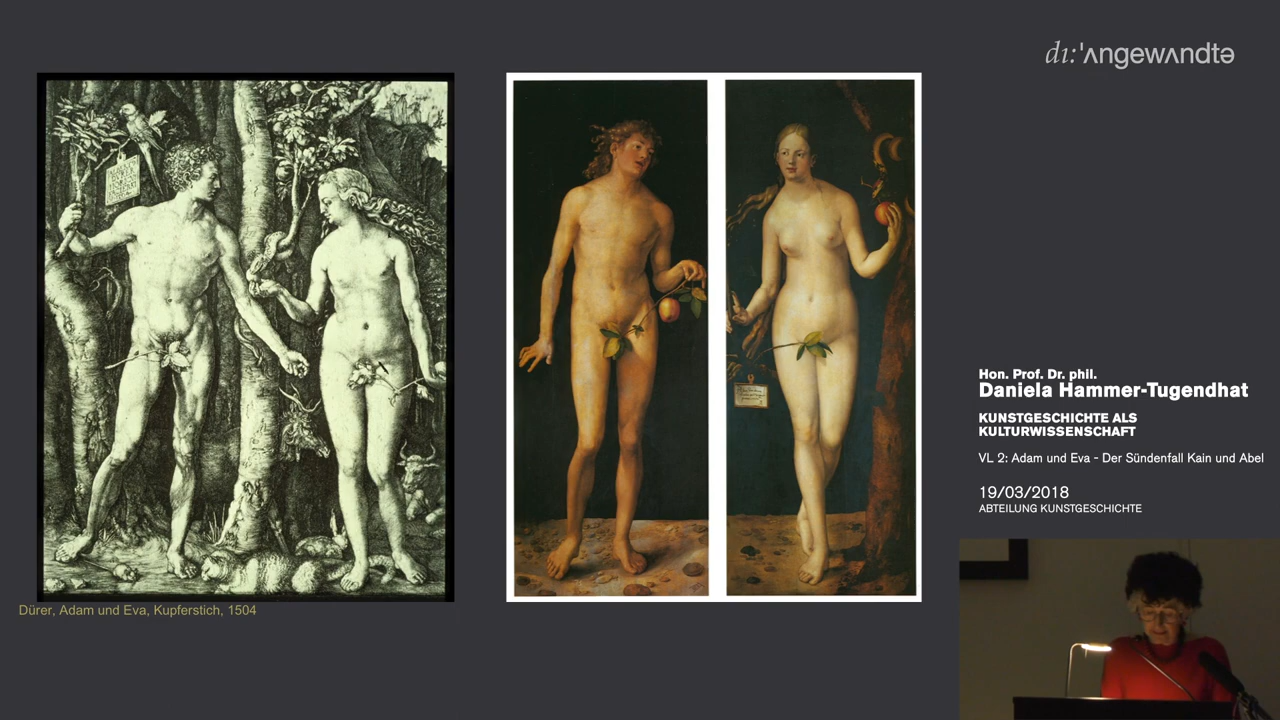 dı:ˈʌngewʌndtə
Hon. Prof. Dr. phil.
Daniela Hammer-Tugendhat
KUNSTGESCHICHTE ALS
KULTURWISSENSCHAFT
VL 2: Adam und Eva - Der Sündenfall Kain und Abel
19/03/2018
ABTEILUNG KUNSTGESCHICHTE
Dürer, Adam und Eva, Kupferstich, 1504